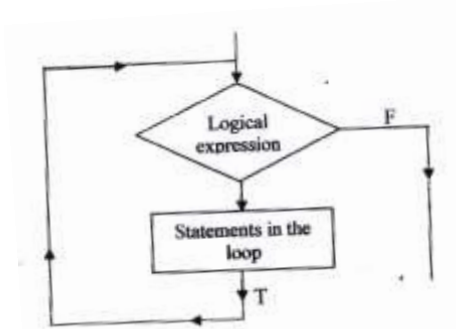 Logical
expression
F
Statements in the
loop
T